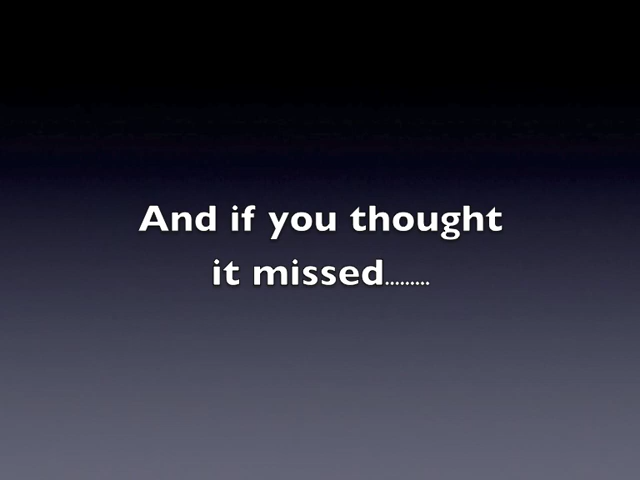 And if you thought
it missed.........